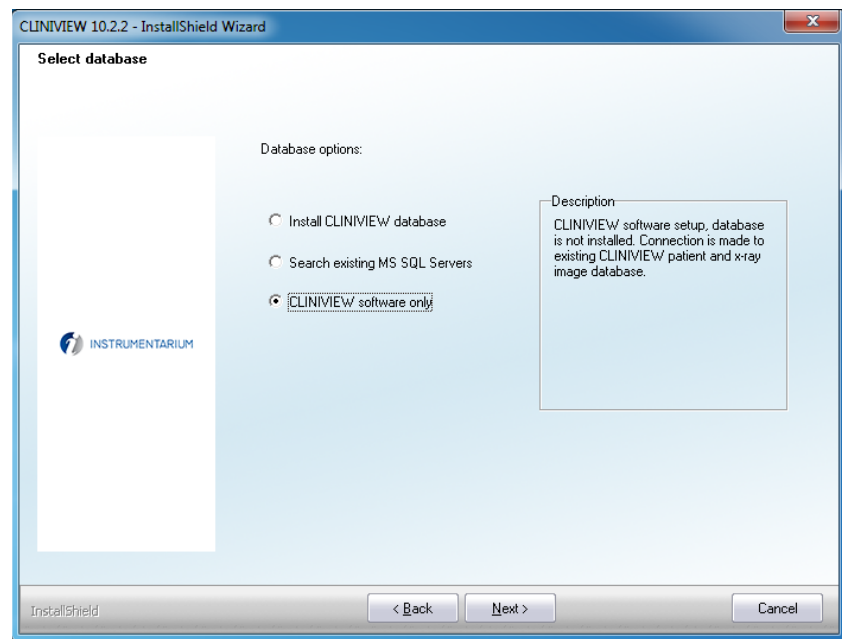 CLINIVIEW 10.2.2 - InstallShield Wizard
Select database
Database options:
Install CLINIVIEW database
Search existing MS SQL Servers
CLINIVIEW software only
Description
CLINIVIEW software setup, database
is not installed. Connection is made to
existing CLINIVIEW patient and x-ray
image database.
INSTRUMENTARIUM
InstallShield
< Back
Next >
Cancel